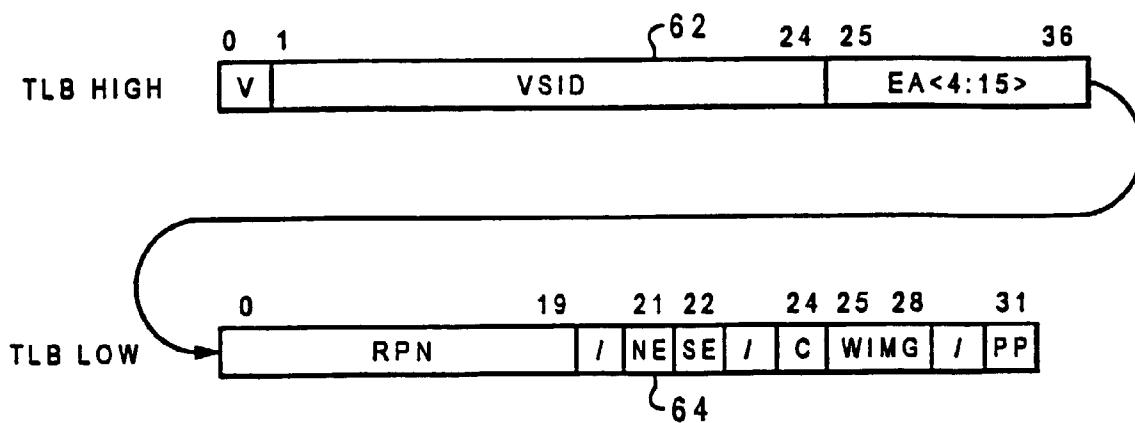 62
0 1 24 25 36
TLB HIGH V VSID EA<4:15>
0 19 21 22 24 25 28 31
TLB LOW RPN / NE SE / C WIMG / PP
64